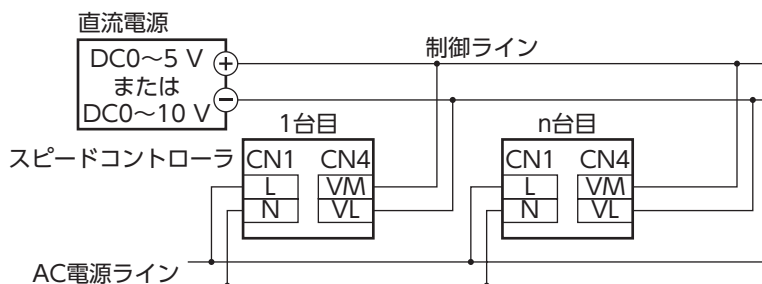 直流電源
DC0～5 V
または
DC0～10 V
+
−
制御ライン
1台目
n台目
スピードコントローラ
CN1 CN4
L VM
N VL
CN1 CN4
L VM
N VL
AC電源ライン